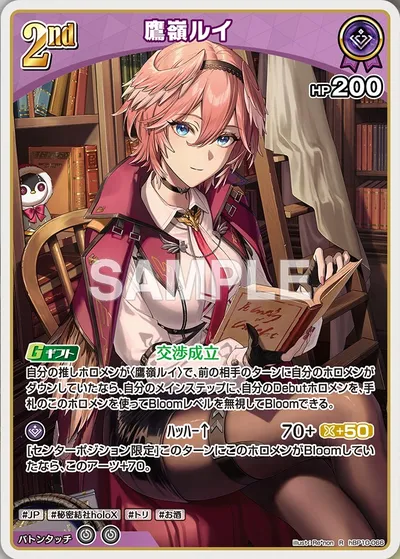 2nd
鷹嶺ルイ
HP200
SAMPLE
Gギフト 交渉成立
自分の推しホロメンが〈鷹嶺ルイ〉で、前の相手のターンに自分のホロメンが
ダウンしていたなら、自分のメインステップに、自分のDebutホロメンを、手
札のこのホロメンを使ってBloomレベルを無視してBloomできる。
ハッハー↑ 70+ +50
[センターポジション限定]このターンにこのホロメンがBloomしてい
たなら、このアーツ+70。
#JP #秘密結社holoX #トリ #お酒
バトンタッチ illust: Re°non R hBP10-066